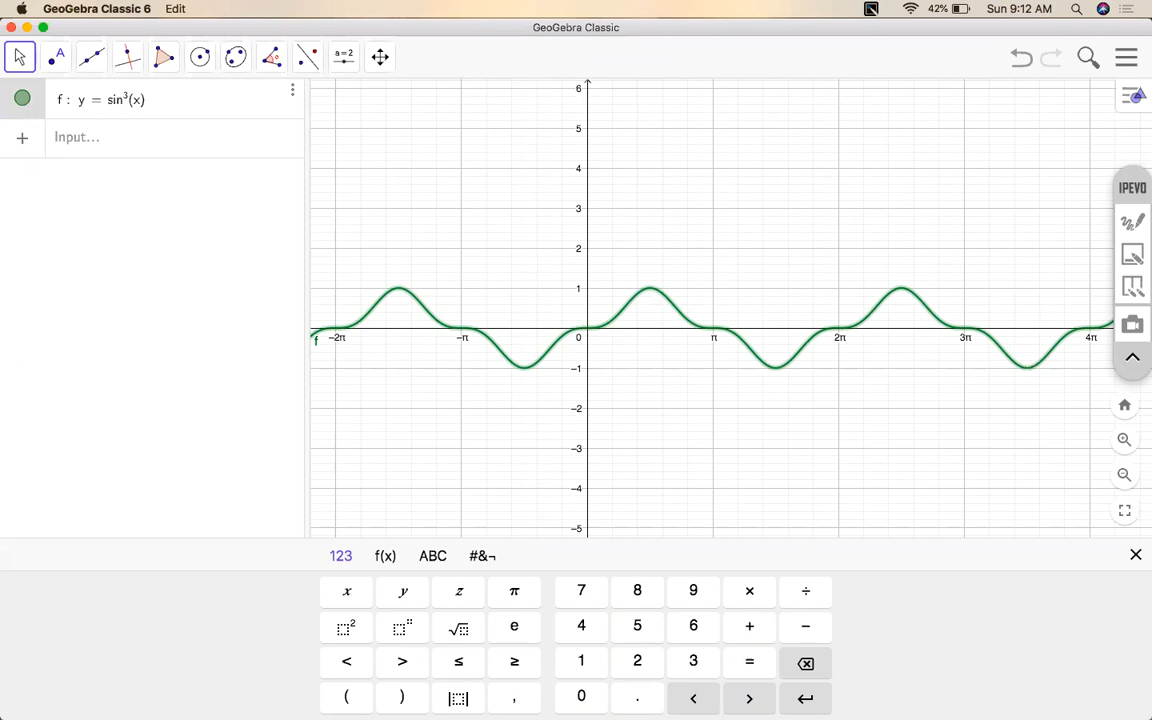 GeoGebra Classic 6 Edit 42% Sun 9:12 AM
GeoGebra Classic
A a=2
f : y = sin³(x)
+ Input...
6
5
4
3
2
1
f −2π −π 0 π 2π 3π 4π
−1
−2
−3
−4
−5
IPEVO
123 f(x) ABC #&¬
x y z π 7 8 9 × ÷
2 √ e 4 5 6 + −
< > ≤ ≥ 1 2 3 =
( ) | | , 0 . < >